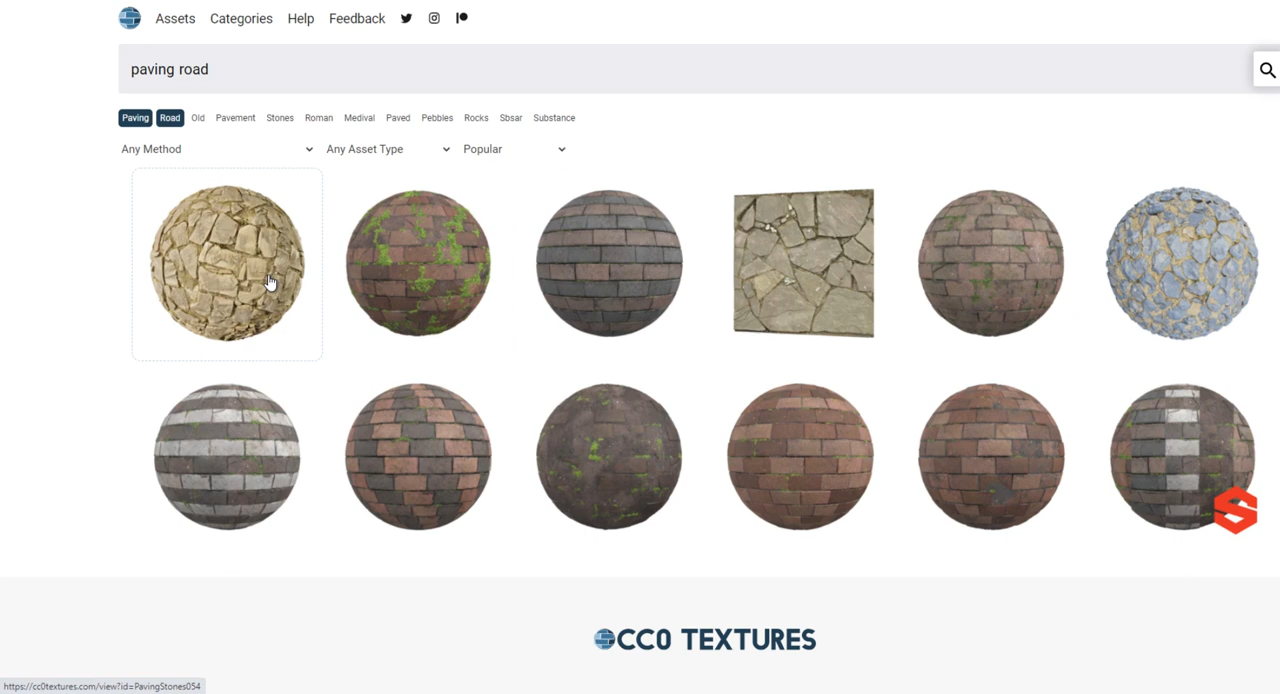 Assets Categories Help Feedback
paving road
Paving Road Old Pavement Stones Roman Medival Paved Pebbles Rocks Sbsar Substance
Any Method Any Asset Type Popular
CC0 TEXTURES
https://cc0textures.com/view?id=PavingStones054